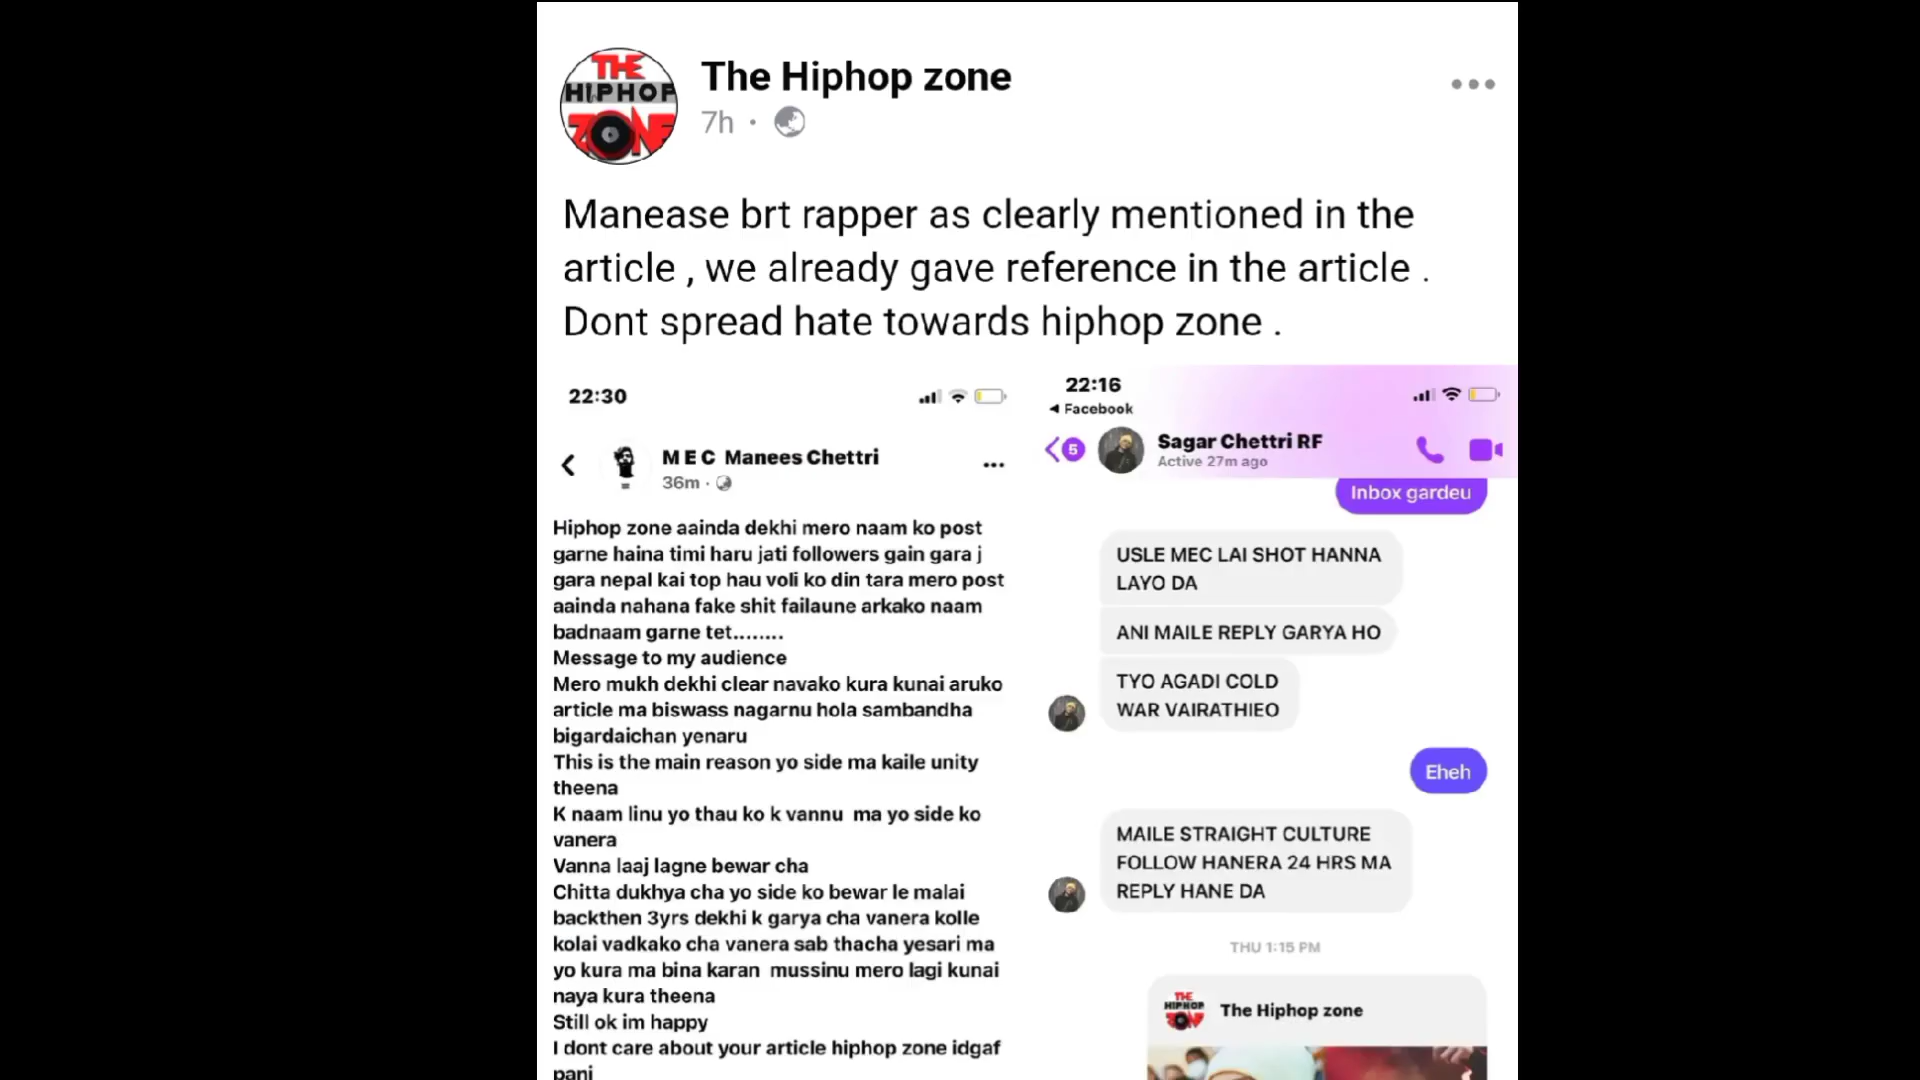 THE
HIPHOP
ZONE
The Hiphop zone
7h
Manease brt rapper as clearly mentioned in the
article , we already gave reference in the article .
Dont spread hate towards hiphop zone .
22:30
M E C Manees Chettri
36m
Hiphop zone aainda dekhi mero naam ko post
garne haina timi haru jati followers gain gara j
gara nepal kai top hau voli ko din tara mero post
aainda nahana fake shit failaune arkako naam
badnaam garne tet........
Message to my audience
Mero mukh dekhi clear navako kura kunai aruko
article ma biswass nagarnu hola sambandha
bigardaichan yenaru
This is the main reason yo side ma kaile unity
theena
K naam linu yo thau ko k vannu ma yo side ko
vanera
Vanna laaj lagne bewar cha
Chitta dukhya cha yo side ko bewar le malai
backthen 3yrs dekhi k garya cha vanera kolle
kolai vadkako cha vanera sab thacha yesari ma
yo kura ma bina karan mussinu mero lagi kunai
naya kura theena
Still ok im happy
I dont care about your article hiphop zone idgaf
pani
22:16
Facebook
5
Sagar Chettri RF
Active 27m ago
Inbox gardeu
USLE MEC LAI SHOT HANNA
LAYO DA
ANI MAILE REPLY GARYA HO
TYO AGADI COLD
WAR VAIRATHIEO
Eheh
MAILE STRAIGHT CULTURE
FOLLOW HANERA 24 HRS MA
REPLY HANE DA
THU 1:15 PM
THE
HIPHOP
ZONE
The Hiphop zone